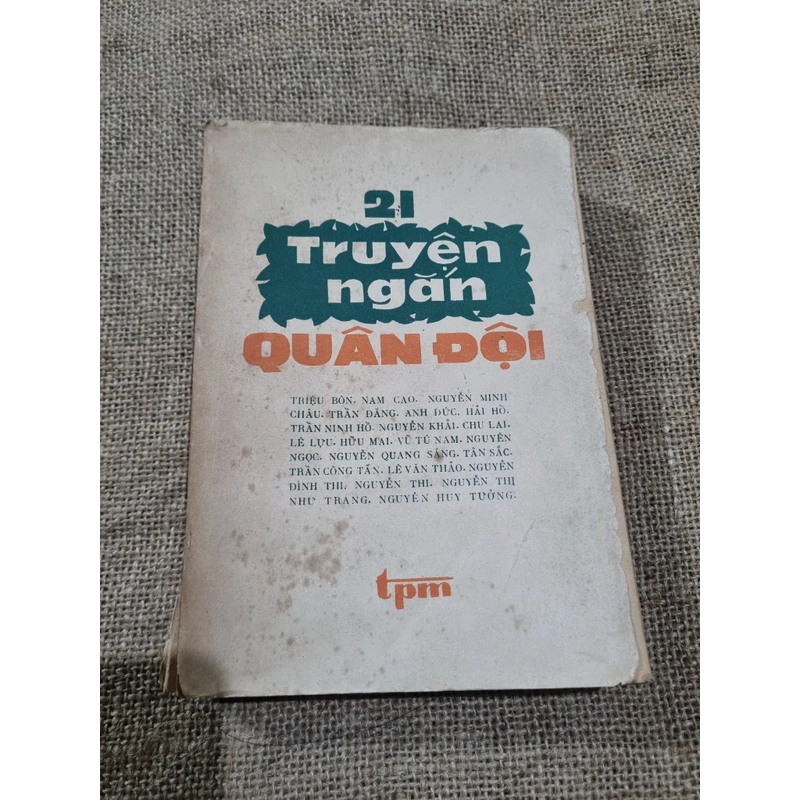 21
Truyện
ngắn
QUÂN ĐỘI
TRIỆU BÔN, NAM CAO, NGUYỄN MINH
CHÂU, TRẦN ĐĂNG, ANH ĐỨC, HẢI HỒ,
TRẦN NINH HỒ, NGUYỄN KHẢI, CHU LAI,
LÊ LỰU, HỮU MAI, VŨ TÚ NAM, NGUYÊN
NGỌC, NGUYỄN QUANG SÁNG, TÂN SẮC,
TRẦN CÔNG TẤN, LÊ VĂN THẢO, NGUYỄN
ĐÌNH THI, NGUYỄN THI, NGUYỄN THỊ
NHƯ TRANG, NGUYỄN HUY TƯỞNG.
tpm